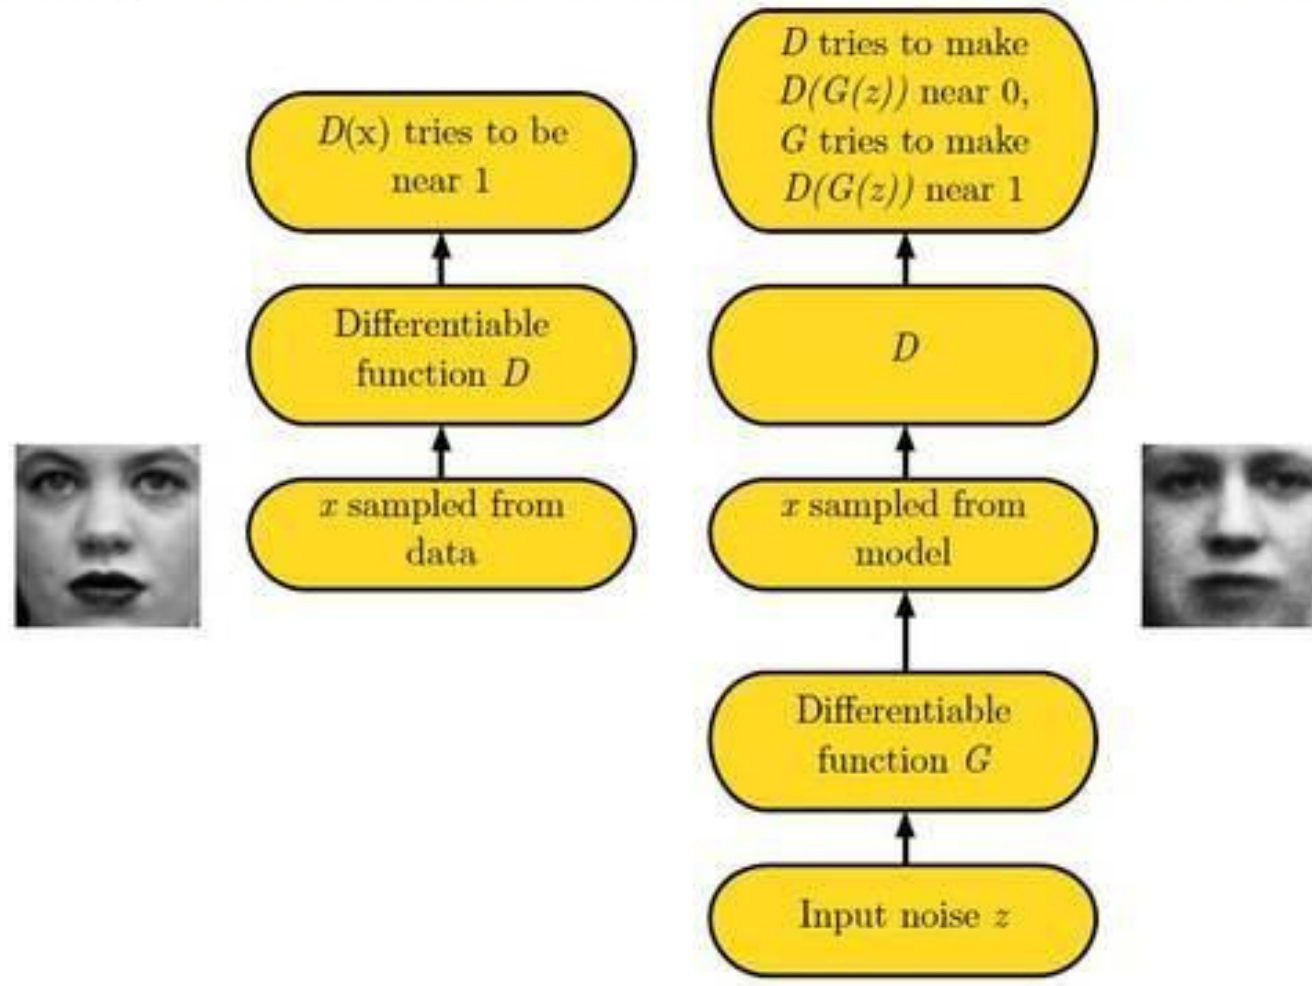 D(x) tries to be
near 1
Differentiable
function D
x sampled from
data
D tries to make
D(G(z)) near 0,
G tries to make
D(G(z)) near 1
D
x sampled from
model
Differentiable
function G
Input noise z